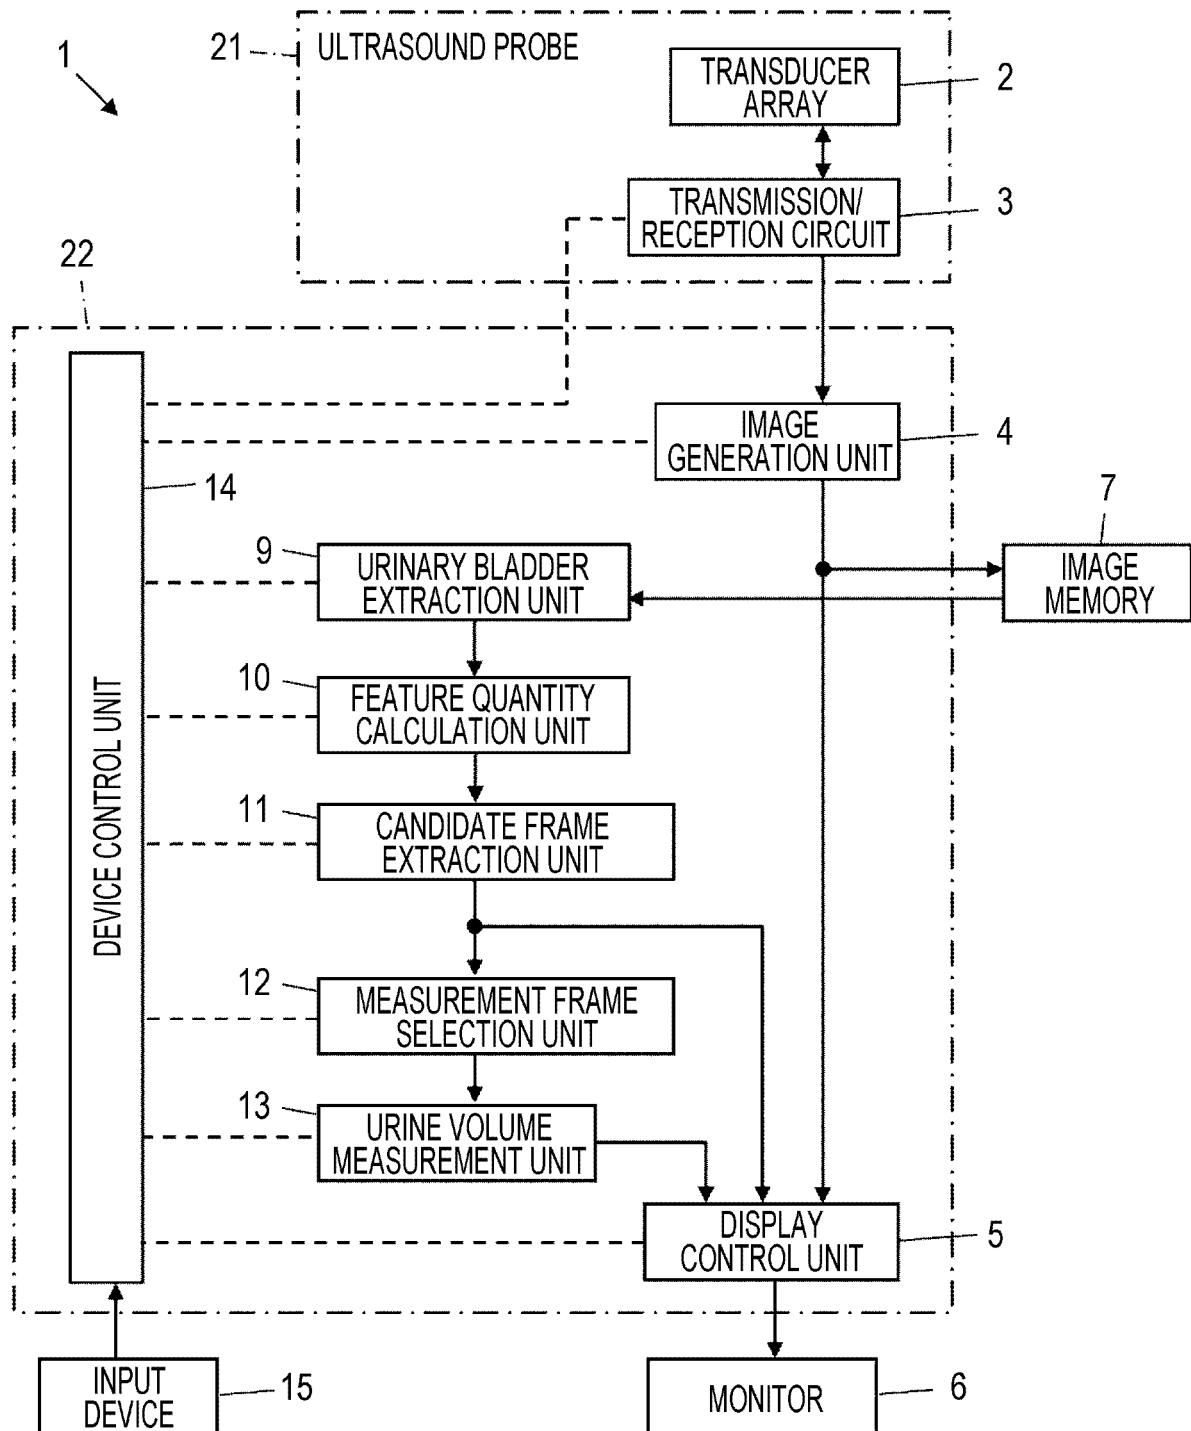 1
21
ULTRASOUND PROBE
TRANSDUCER
ARRAY
2
TRANSMISSION/
RECEPTION CIRCUIT
3
22
IMAGE
GENERATION UNIT
4
14
7
IMAGE
MEMORY
9
URINARY BLADDER
EXTRACTION UNIT
DEVICE CONTROL UNIT
10
FEATURE QUANTITY
CALCULATION UNIT
11
CANDIDATE FRAME
EXTRACTION UNIT
12
MEASUREMENT FRAME
SELECTION UNIT
13
URINE VOLUME
MEASUREMENT UNIT
DISPLAY
CONTROL UNIT
5
INPUT
DEVICE
15
MONITOR
6